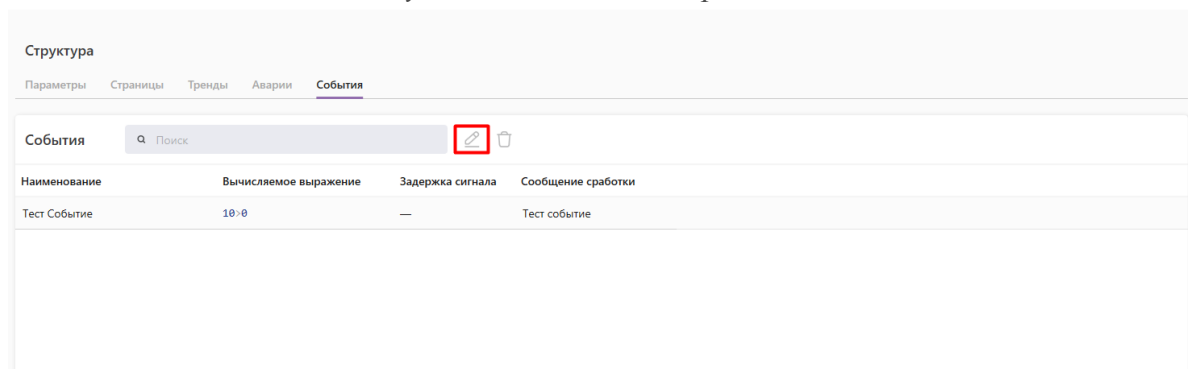 Структура
Параметры Страницы Тренды Аварии События
События Поиск
Наименование Вычисляемое выражение Задержка сигнала Сообщение сработки
Тест Событие 10>0 — Тест событие